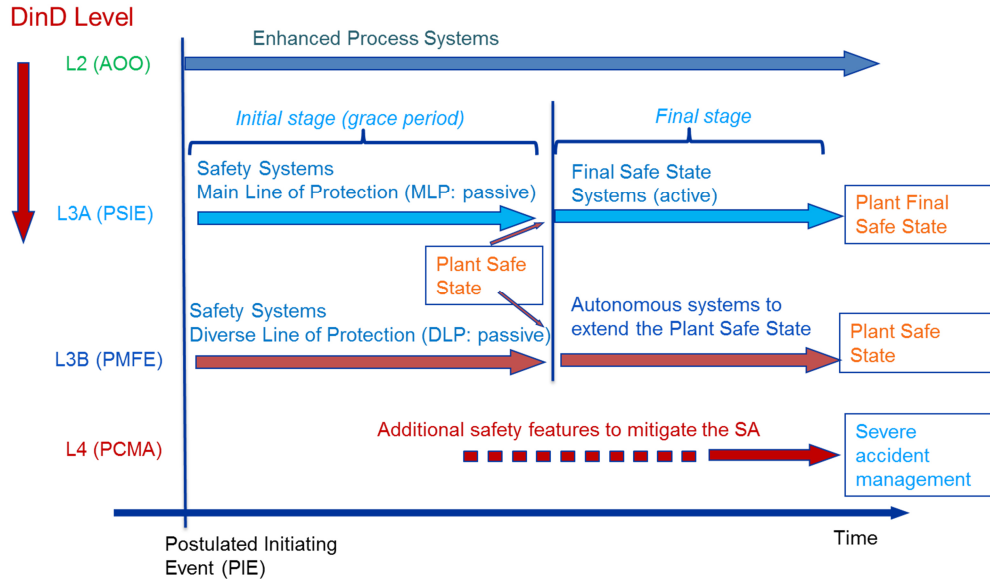 DinD Level
L2 (AOO)
Enhanced Process Systems
Initial stage (grace period)
Final stage
Safety Systems
Main Line of Protection (MLP: passive)
Final Safe State
Systems (active)
L3A (PSIE)
Plant Final
Safe State
Plant Safe
State
Safety Systems
Diverse Line of Protection (DLP: passive)
Autonomous systems to
extend the Plant Safe State
L3B (PMFE)
Plant Safe
State
L4 (PCMA)
Additional safety features to mitigate the SA
Severe
accident
management
Postulated Initiating
Event (PIE)
Time